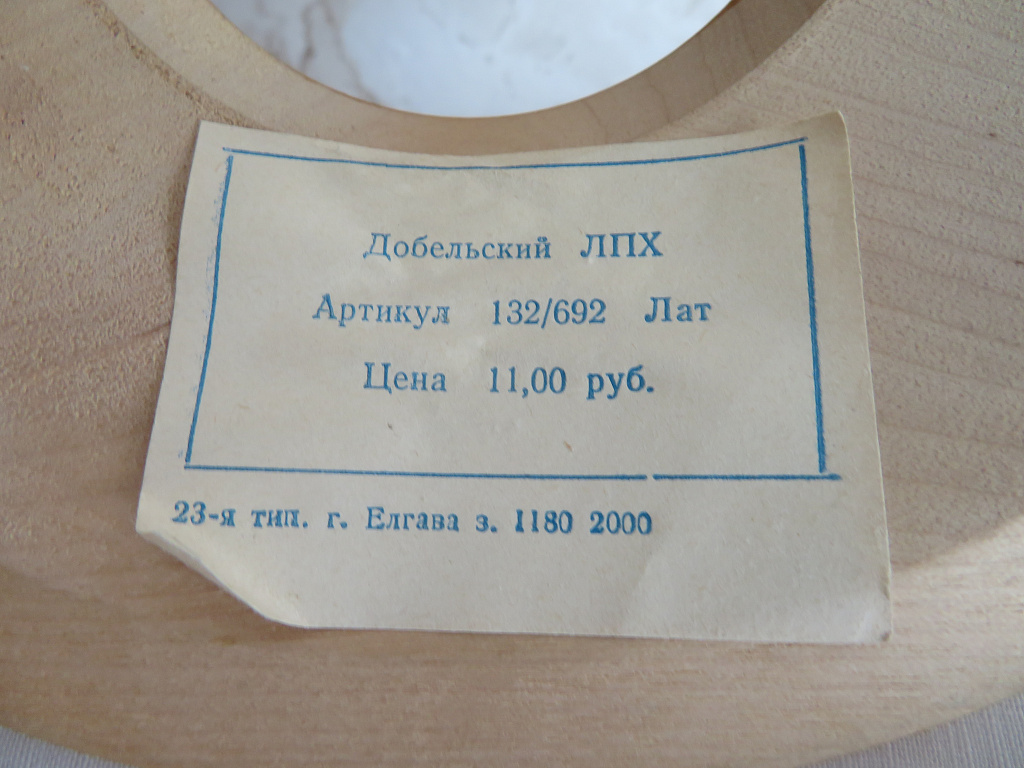 Добельский ЛПХ
Артикул 132/692 Лат
Цена 11,00 руб.
23-я тип. г. Елгава з. 1180 2000